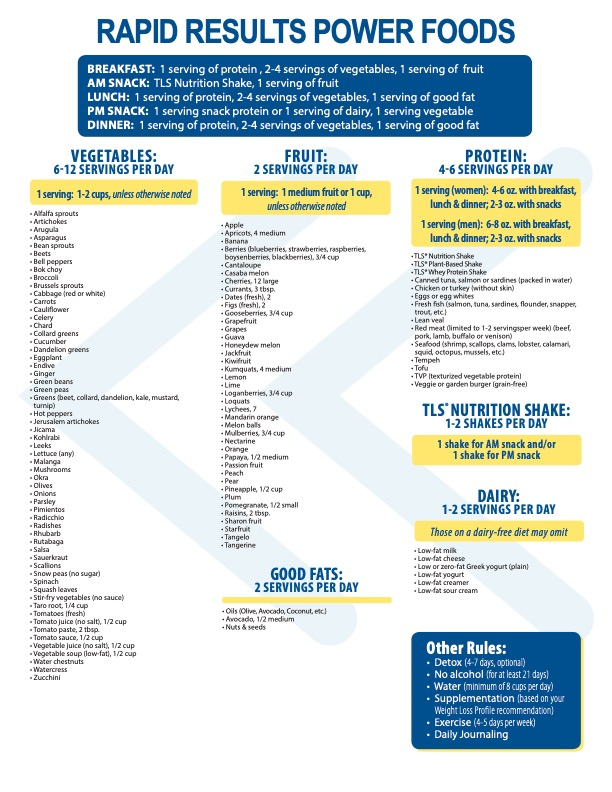 RAPID RESULTS POWER FOODS
BREAKFAST: 1 serving of protein , 2-4 servings of vegetables, 1 serving of fruit
AM SNACK: TLS Nutrition Shake, 1 serving of fruit
LUNCH: 1 serving of protein, 2-4 servings of vegetables, 1 serving of good fat
PM SNACK: 1 serving snack protein or 1 serving of dairy, 1 serving vegetable
DINNER: 1 serving of protein, 2-4 servings of vegetables, 1 serving of good fat
VEGETABLES:
6-12 SERVINGS PER DAY
1 serving: 1-2 cups, unless otherwise noted
• Alfalfa sprouts
• Artichokes
• Arugula
• Asparagus
• Bean sprouts
• Beets
• Bell peppers
• Bok choy
• Broccoli
• Brussels sprouts
• Cabbage (red or white)
• Carrots
• Cauliflower
• Celery
• Chard
• Collard greens
• Cucumber
• Dandelion greens
• Eggplant
• Endive
• Ginger
• Green beans
• Green peas
• Greens (beet, collard, dandelion, kale, mustard,
turnip)
• Hot peppers
• Jerusalem artichokes
• Jicama
• Kohlrabi
• Leeks
• Lettuce (any)
• Malanga
• Mushrooms
• Okra
• Olives
• Onions
• Parsley
• Pimientos
• Radicchio
• Radishes
• Rhubarb
• Rutabaga
• Salsa
• Sauerkraut
• Scallions
• Snow peas (no sugar)
• Spinach
• Squash leaves
• Stir-fry vegetables (no sauce)
• Taro root, 1/4 cup
• Tomatoes (fresh)
• Tomato juice (no salt), 1/2 cup
• Tomato paste, 2 tbsp.
• Tomato sauce, 1/2 cup
• Vegetable juice (no salt), 1/2 cup
• Vegetable soup (low-fat), 1/2 cup
• Water chestnuts
• Watercress
• Zucchini
FRUIT:
2 SERVINGS PER DAY
1 serving: 1 medium fruit or 1 cup,
unless otherwise noted
• Apple
• Apricots, 4 medium
• Banana
• Berries (blueberries, strawberries, raspberries,
boysenberries, blackberries), 3/4 cup
• Cantaloupe
• Casaba melon
• Cherries, 12 large
• Currants, 3 tbsp.
• Dates (fresh), 2
• Figs (fresh), 2
• Gooseberries, 3/4 cup
• Grapefruit
• Grapes
• Guava
• Honeydew melon
• Jackfruit
• Kiwifruit
• Kumquats, 4 medium
• Lemon
• Lime
• Loganberries, 3/4 cup
• Loquats
• Lychees, 7
• Mandarin orange
• Melon balls
• Mulberries, 3/4 cup
• Nectarine
• Orange
• Papaya, 1/2 medium
• Passion fruit
• Peach
• Pear
• Pineapple, 1/2 cup
• Plum
• Pomegranate, 1/2 small
• Raisins, 2 tbsp.
• Sharon fruit
• Starfruit
• Tangelo
• Tangerine
GOOD FATS:
2 SERVINGS PER DAY
• Oils (Olive, Avocado, Coconut, etc.)
• Avocado, 1/2 medium
• Nuts & seeds
PROTEIN:
4-6 SERVINGS PER DAY
1 serving (women): 4-6 oz. with breakfast,
lunch & dinner; 2-3 oz. with snacks
1 serving (men): 6-8 oz. with breakfast,
lunch & dinner; 2-3 oz. with snacks
• TLS® Nutrition Shake
• TLS® Plant-Based Shake
• TLS® Whey Protein Shake
• Canned tuna, salmon or sardines (packed in water)
• Chicken or turkey (without skin)
• Eggs or egg whites
• Fresh fish (salmon, tuna, sardines, flounder, snapper,
trout, etc.)
• Lean veal
• Red meat (limited to 1-2 servingsper week) (beef,
pork, lamb, buffalo or venison)
• Seafood (shrimp, scallops, clams, lobster, calamari,
squid, octopus, mussels, etc.)
• Tempeh
• Tofu
• TVP (texturized vegetable protein)
• Veggie or garden burger (grain-free)
TLS® NUTRITION SHAKE:
1-2 SHAKES PER DAY
1 shake for AM snack and/or
1 shake for PM snack
DAIRY:
1-2 SERVINGS PER DAY
Those on a dairy-free diet may omit
• Low-fat milk
• Low-fat cheese
• Low or zero-fat Greek yogurt (plain)
• Low-fat yogurt
• Low-fat creamer
• Low-fat sour cream
Other Rules:
• Detox (4-7 days, optional)
• No alcohol (for at least 21 days)
• Water (minimum of 8 cups per day)
• Supplementation (based on your
Weight Loss Profile recommendation)
• Exercise (4-5 days per week)
• Daily Journaling